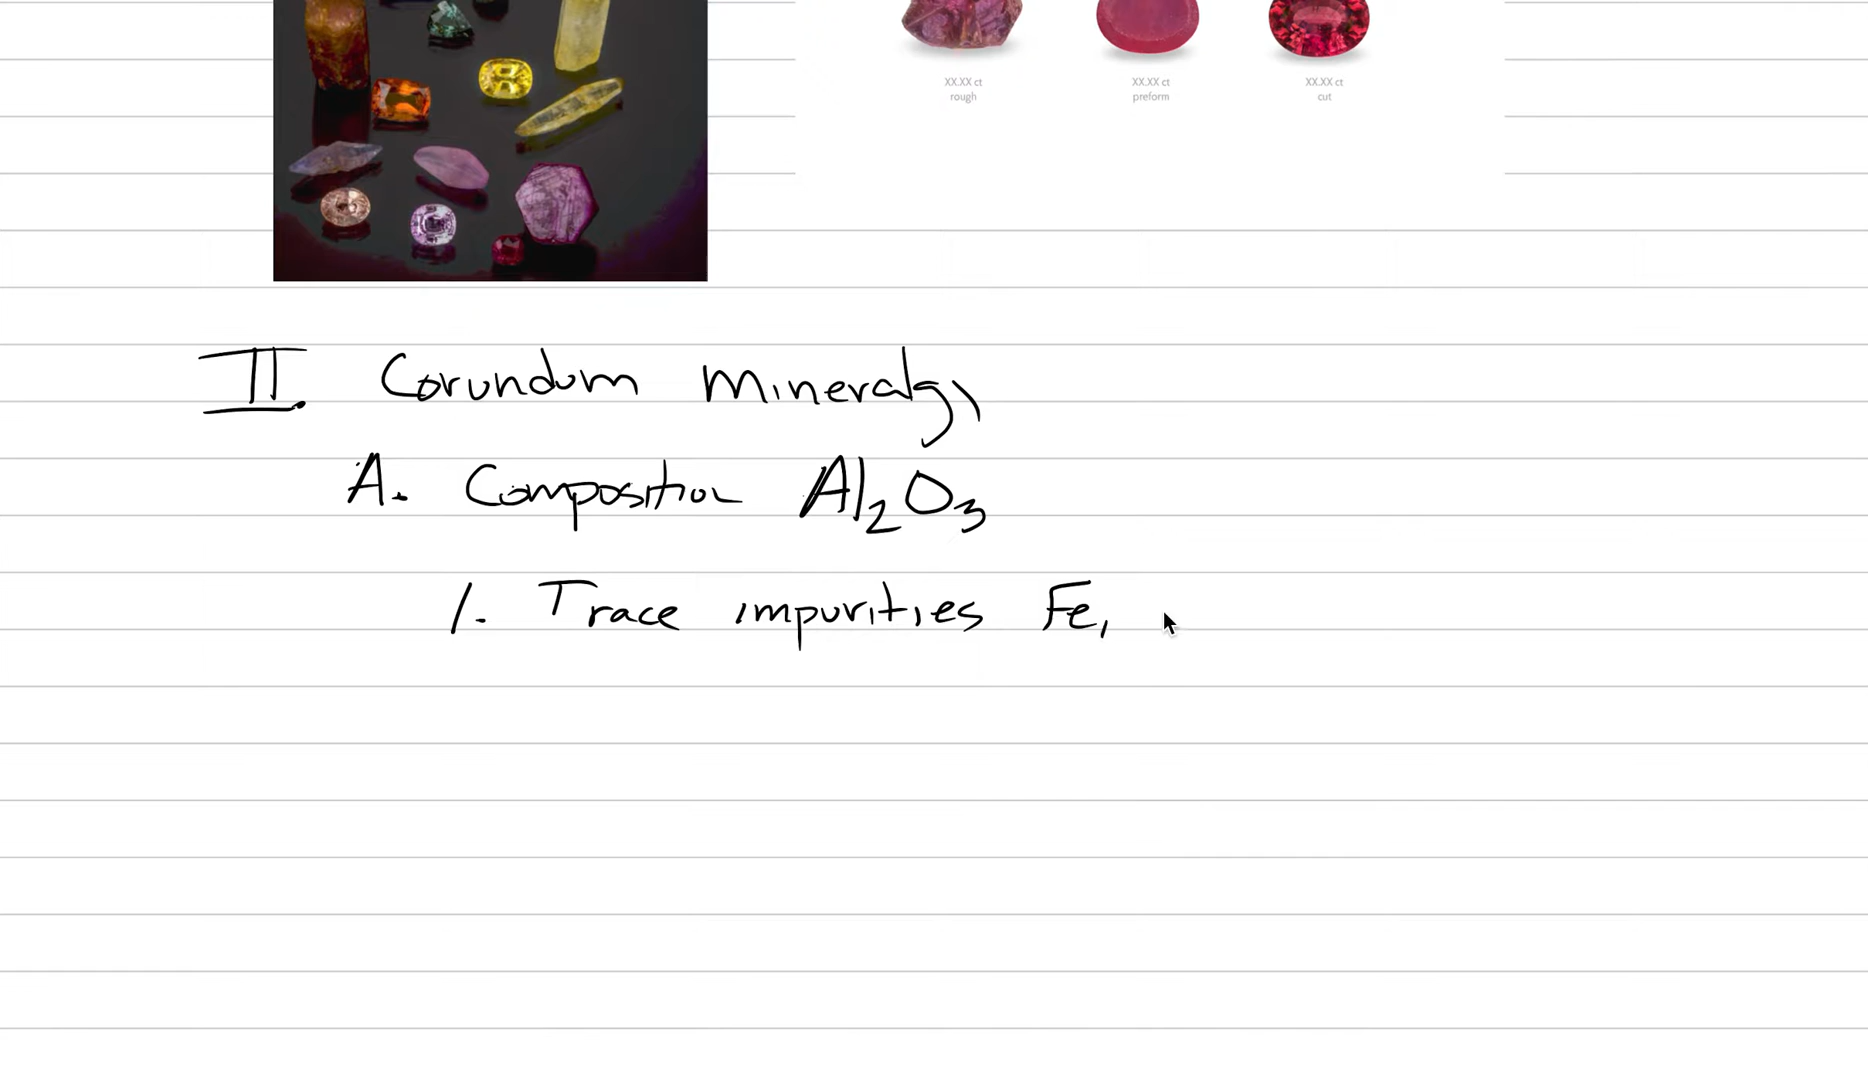 XX.XX ct
rough
XX.XX ct
preform
XX.XX ct
cut
II. Corundum Mineralogy
A. Composition Al₂O₃
1. Trace impurities Fe,